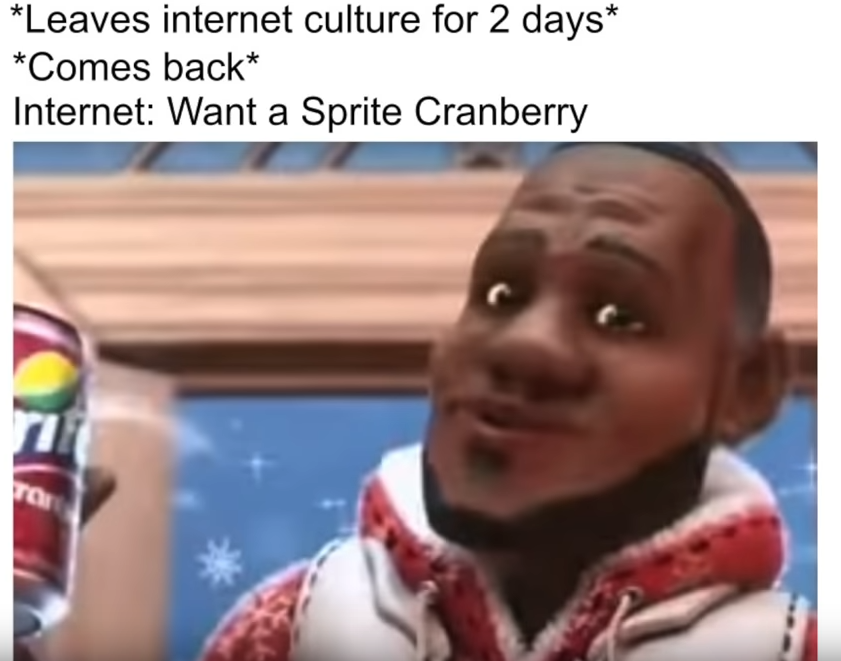 *Leaves internet culture for 2 days*
*Comes back*
Internet: Want a Sprite Cranberry